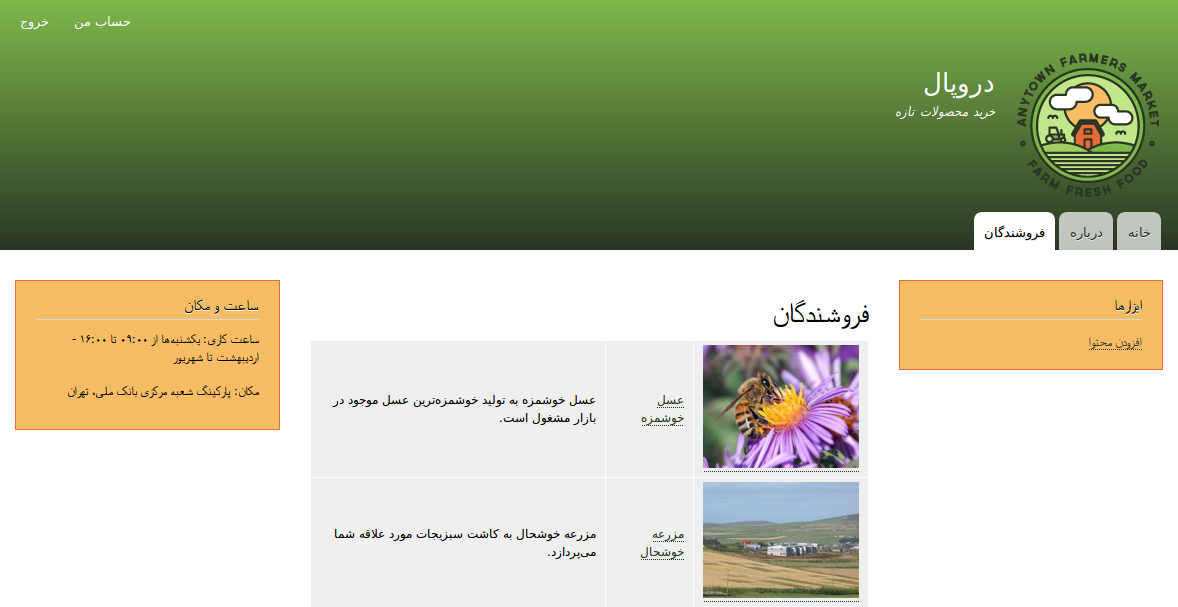 حساب من
خروج
ANYTOWN FARMERS MARKET
FARM FRESH FOOD
دروپال
خرید محصولات تازه
خانه
درباره
فروشندگان
ابزارها
افزودن محتوا
فروشندگان
عسل
خوشمزه
عسل خوشمزه به تولید خوشمزه‌ترین عسل موجود در
بازار مشغول است.
مزرعه
خوشحال
مزرعه خوشحال به کاشت سبزیجات مورد علاقه شما
می‌پردازد.
ساعت و مکان
ساعت کاری: یکشنبه‌ها از ۰۹:۰۰ تا ۱۶:۰۰ -
اردیبهشت تا شهریور
مکان: پارکینگ شعبه مرکزی بانک ملی، تهران